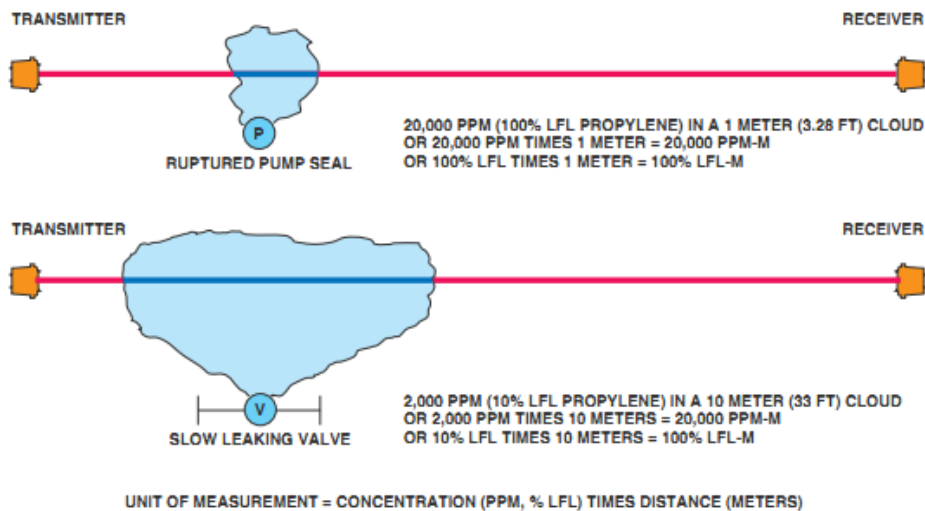 TRANSMITTER
RECEIVER
P
RUPTURED PUMP SEAL
20,000 PPM (100% LFL PROPYLENE) IN A 1 METER (3.28 FT) CLOUD
OR 20,000 PPM TIMES 1 METER = 20,000 PPM-M
OR 100% LFL TIMES 1 METER = 100% LFL-M
TRANSMITTER
RECEIVER
V
SLOW LEAKING VALVE
2,000 PPM (10% LFL PROPYLENE) IN A 10 METER (33 FT) CLOUD
OR 2,000 PPM TIMES 10 METERS = 20,000 PPM-M
OR 10% LFL TIMES 10 METERS = 100% LFL-M
UNIT OF MEASUREMENT = CONCENTRATION (PPM, % LFL) TIMES DISTANCE (METERS)